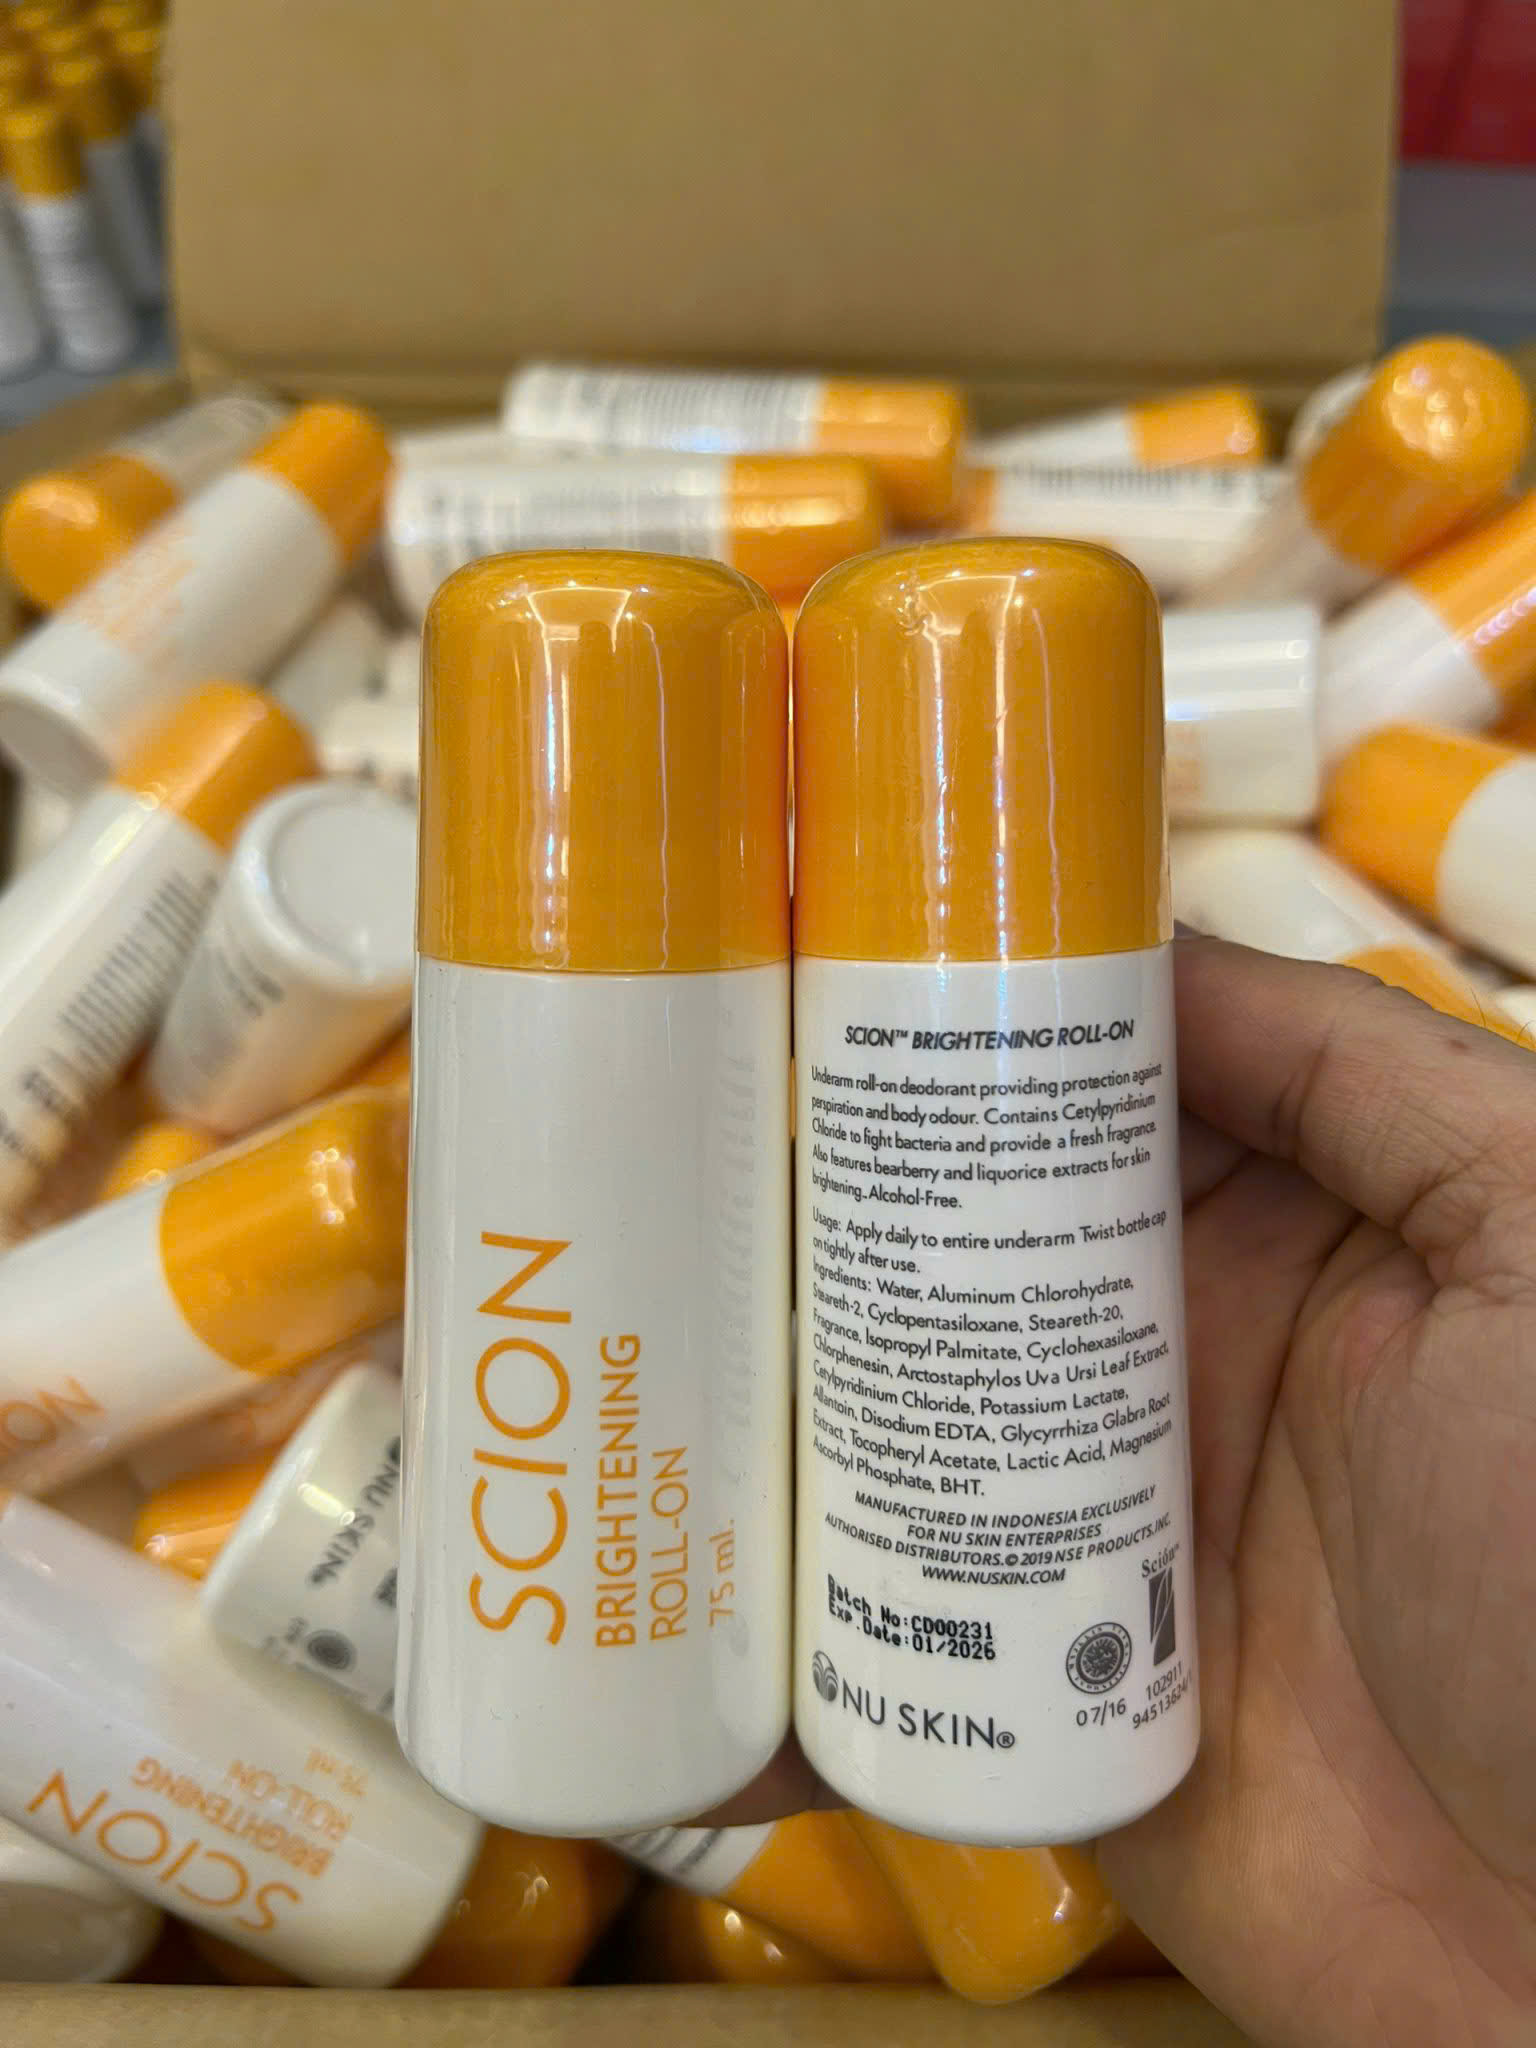 SCION
BRIGHTENING
ROLL-ON
75 ml.
SCION™ BRIGHTENING ROLL-ON
Underarm roll-on deodorant providing protection against
perspiration and body odour. Contains Cetylpyridinium
Chloride to fight bacteria and provide a fresh fragrance.
Also features bearberry and liquorice extracts for skin
brightening. Alcohol-Free.
Usage: Apply daily to entire underarm Twist bottle cap
on tightly after use.
Ingredients: Water, Aluminum Chlorohydrate,
Steareth-2, Cyclopentasiloxane, Steareth-20,
Fragrance, Isopropyl Palmitate, Cyclohexasiloxane,
Chlorphenesin, Arctostaphylos Uva Ursi Leaf Extract,
Cetylpyridinium Chloride, Potassium Lactate,
Allantoin, Disodium EDTA, Glycyrrhiza Glabra Root
Extract, Tocopheryl Acetate, Lactic Acid, Magnesium
Ascorbyl Phosphate, BHT.
MANUFACTURED IN INDONESIA EXCLUSIVELY
FOR NU SKIN ENTERPRISES
AUTHORISED DISTRIBUTORS.© 2019 NSE PRODUCTS.INC.
WWW.NUSKIN.COM
Scion™
Batch No:CD00231
Exp.Date:01/2026
NU SKIN®
07/16
102911
94513624/
NU SKIN®
SCION
BRIGHTENING
ROLL-ON
75 ml.